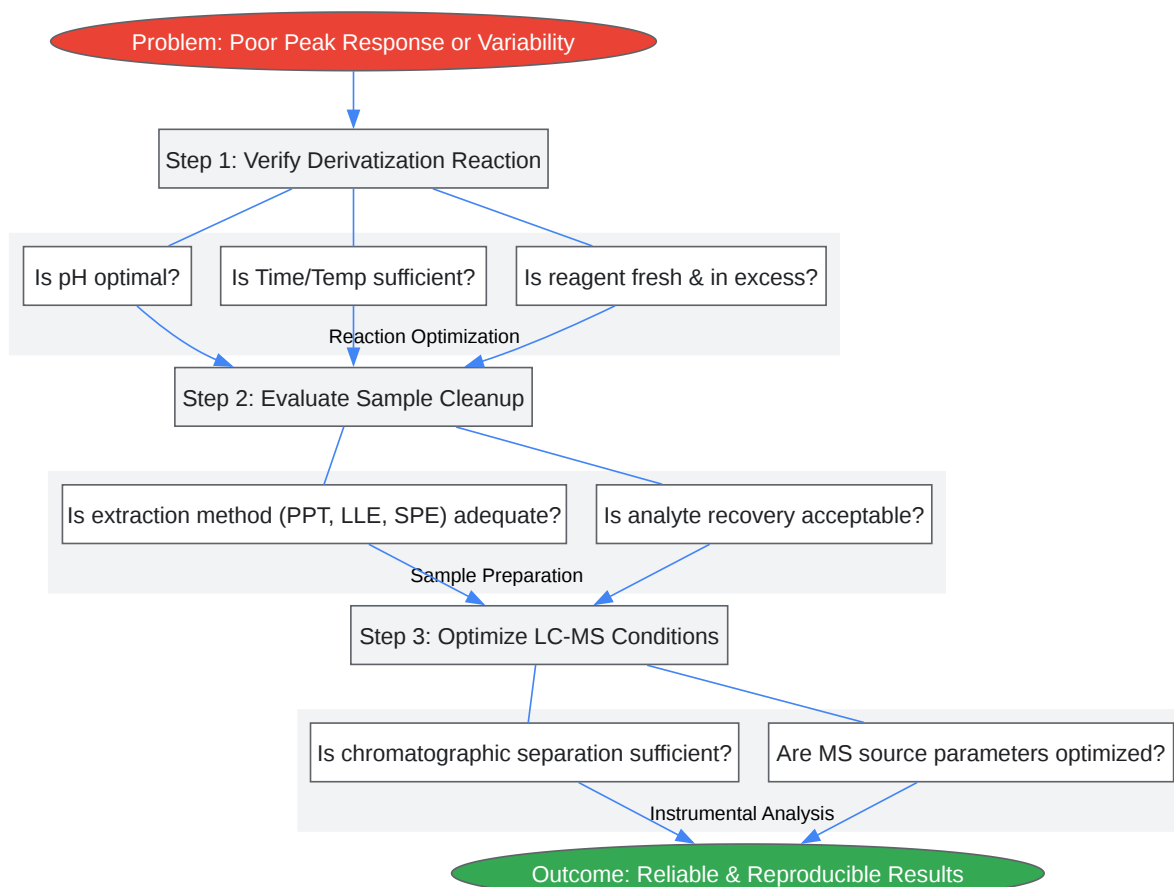 Problem: Poor Peak Response or Variability
Step 1: Verify Derivatization Reaction
Is pH optimal?
Is Time/Temp sufficient?
Is reagent fresh & in excess?
Reaction Optimization
Step 2: Evaluate Sample Cleanup
Is extraction method (PPT, LLE, SPE) adequate?
Is analyte recovery acceptable?
Sample Preparation
Step 3: Optimize LC-MS Conditions
Is chromatographic separation sufficient?
Are MS source parameters optimized?
Instrumental Analysis
Outcome: Reliable & Reproducible Results